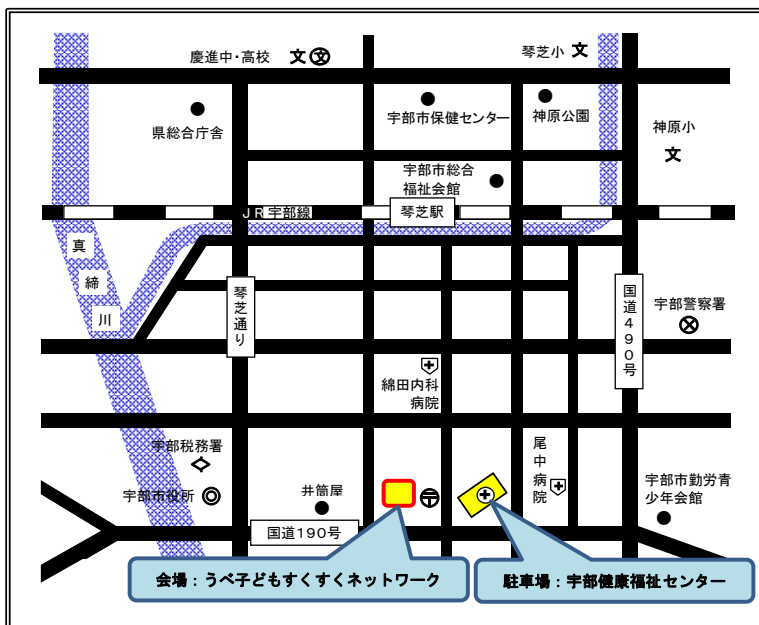 慶進中・高校
文
文
琴芝小
文
県総合庁舎
宇部市保健センター
神原公園
神原小
文
宇部市総合
福祉会館
JR宇部線
琴芝駅
真
締
川
琴芝通り
国道490号
宇部警察署
綿田内科
病院
宇部税務署
宇部市役所
井筒屋
尾中病院
宇部市勤労青
少年会館
国道190号
会場：うべ子どもすくすくネットワーク
駐車場：宇部健康福祉センター